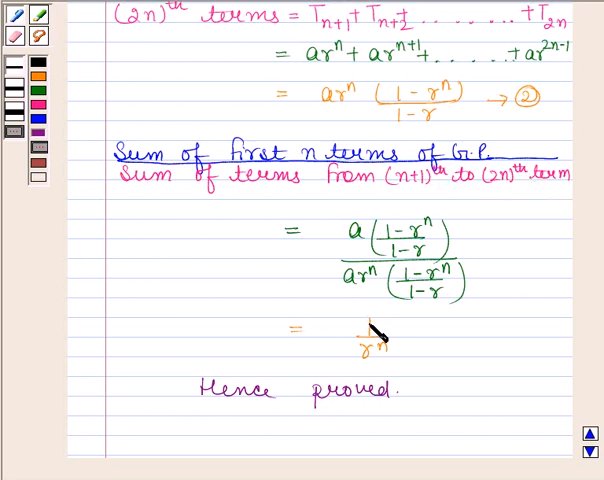 (2n)ᵗʰ terms = Tₙ₊₁ + Tₙ₊₂ + . . . . . . . +T₂ₙ
= arⁿ + arⁿ⁺¹ + . . . . . . +ar²ⁿ⁻¹
= arⁿ ( (1-rⁿ)/(1-r) ) → ②
Sum of first n terms of G.P.
Sum of terms from (n+1)ᵗʰ to (2n)ᵗʰ term
= a ( (1-rⁿ)/(1-r) ) / arⁿ ( (1-rⁿ)/(1-r) )
= 1/rⁿ
Hence proved.